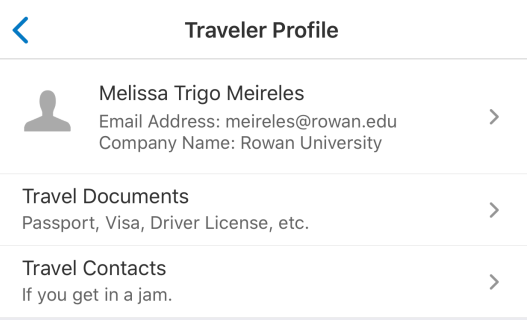 Traveler Profile
Melissa Trigo Meireles
Email Address: meireles@rowan.edu
Company Name: Rowan University
Travel Documents
Passport, Visa, Driver License, etc.
Travel Contacts
If you get in a jam.